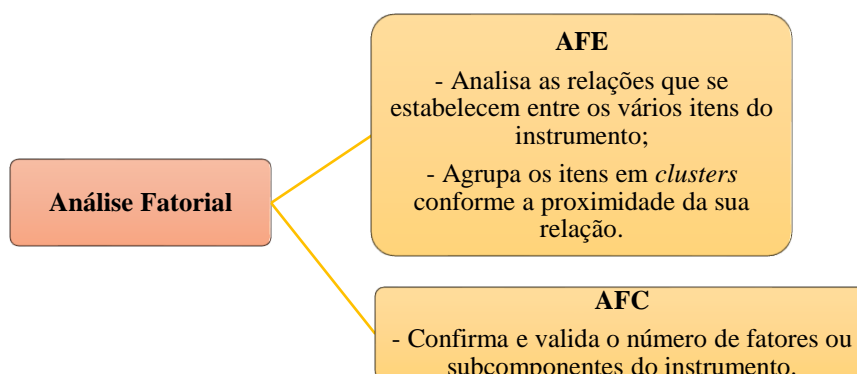 Análise Fatorial
AFE
- Analisa as relações que se
estabelecem entre os vários itens do
instrumento;
- Agrupa os itens em clusters
conforme a proximidade da sua
relação.
AFC
- Confirma e valida o número de fatores ou
subcomponentes do instrumento.